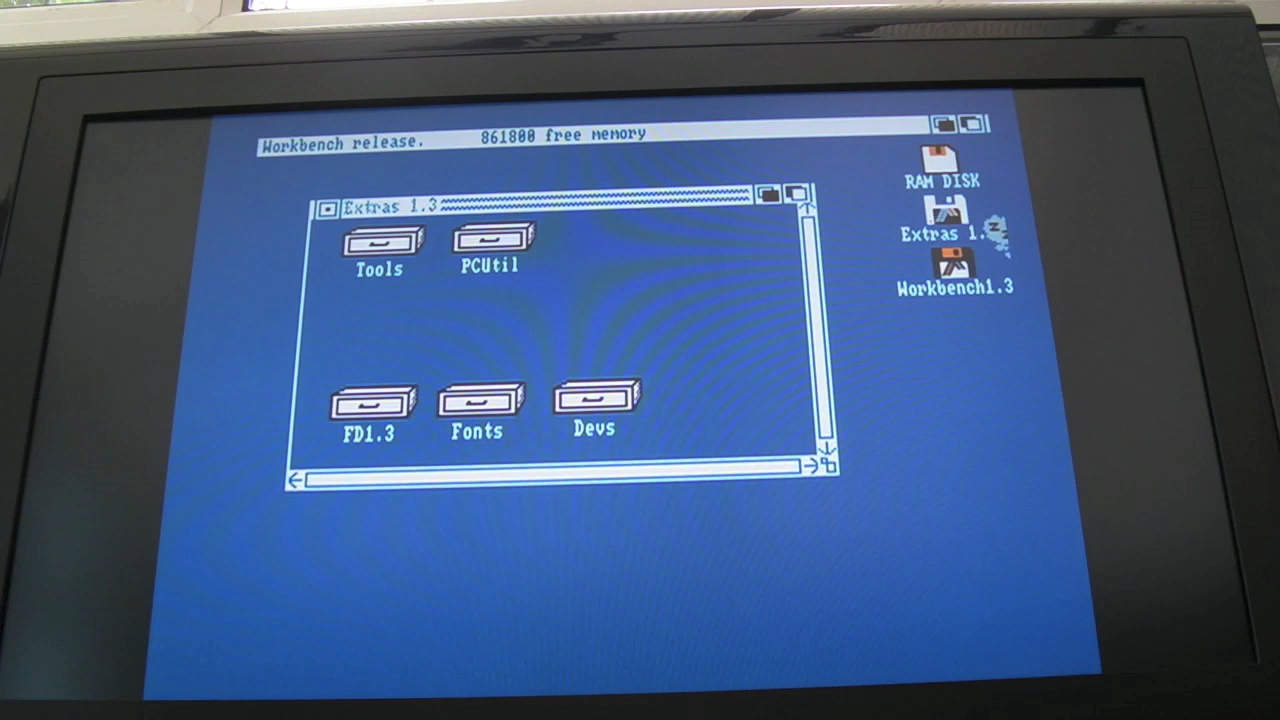 Workbench release. 861800 free memory
RAM DISK
Extras 1.3
Extras 1.
Tools PCUtil
Workbench1.3
FD1.3 Fonts Devs